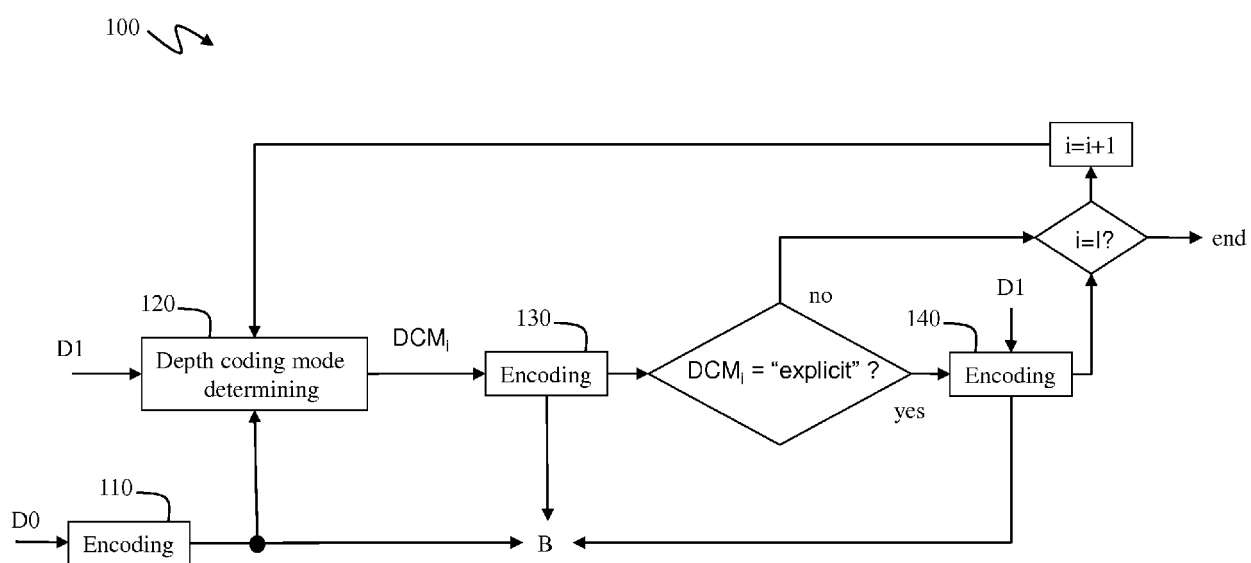 100
i=i+1
i=I?
end
no
D1
120
130
140
D1
DCMi
Depth coding mode
determining
Encoding
DCMi = “explicit” ?
Encoding
yes
110
D0
Encoding
B